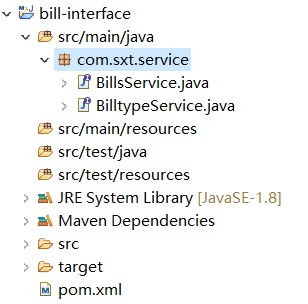 bill-interface
src/main/java
com.sxt.service
BillsService.java
BilltypeService.java
src/main/resources
src/test/java
src/test/resources
JRE System Library [JavaSE-1.8]
Maven Dependencies
src
target
pom.xml